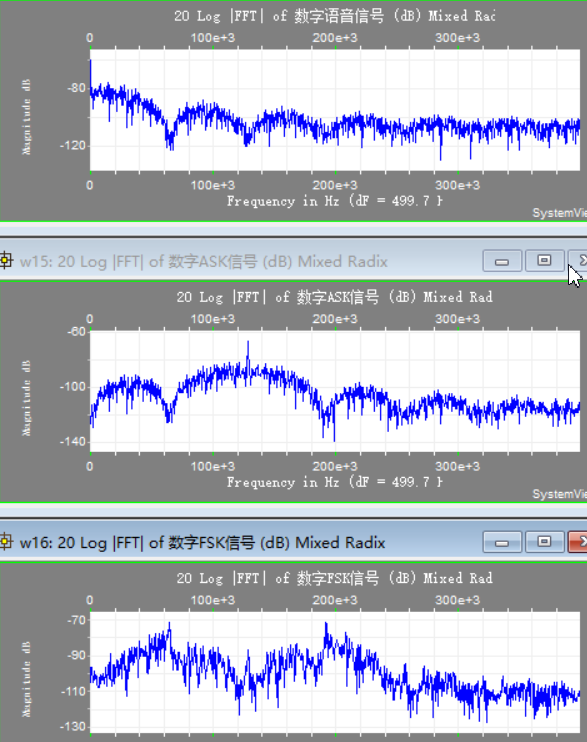 20 Log |FFT| of 数字语音信号 (dB) Mixed Rad
0 100e+3 200e+3 300e+3
Magnitude dB
-80
-120
0 100e+3 200e+3 300e+3
Frequency in Hz (dF = 499.7 H
SystemVie
w15: 20 Log |FFT| of 数字ASK信号 (dB) Mixed Radix
20 Log |FFT| of 数字ASK信号 (dB) Mixed Rad
0 100e+3 200e+3 300e+3
Magnitude dB
-60
-100
-140
0 100e+3 200e+3 300e+3
Frequency in Hz (dF = 499.7 H
SystemVie
w16: 20 Log |FFT| of 数字FSK信号 (dB) Mixed Radix
20 Log |FFT| of 数字FSK信号 (dB) Mixed Rad
0 100e+3 200e+3 300e+3
Magnitude dB
-70
-90
-110
-130